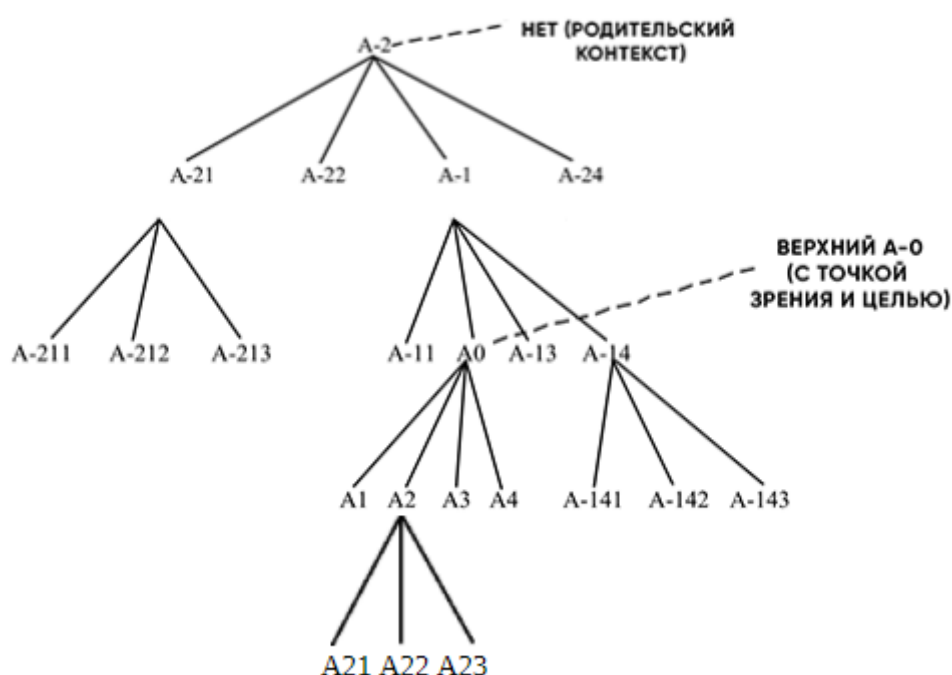 НЕТ (РОДИТЕЛЬСКИЙ
КОНТЕКСТ)
A-2
A-21 A-22 A-1 A-24
ВЕРХНИЙ А-0
(С ТОЧКОЙ
ЗРЕНИЯ И ЦЕЛЬЮ)
A-211 A-212 A-213 A-11 A0 A-13 A-14
A1 A2 A3 A4 A-141 A-142 A-143
A21 A22 A23